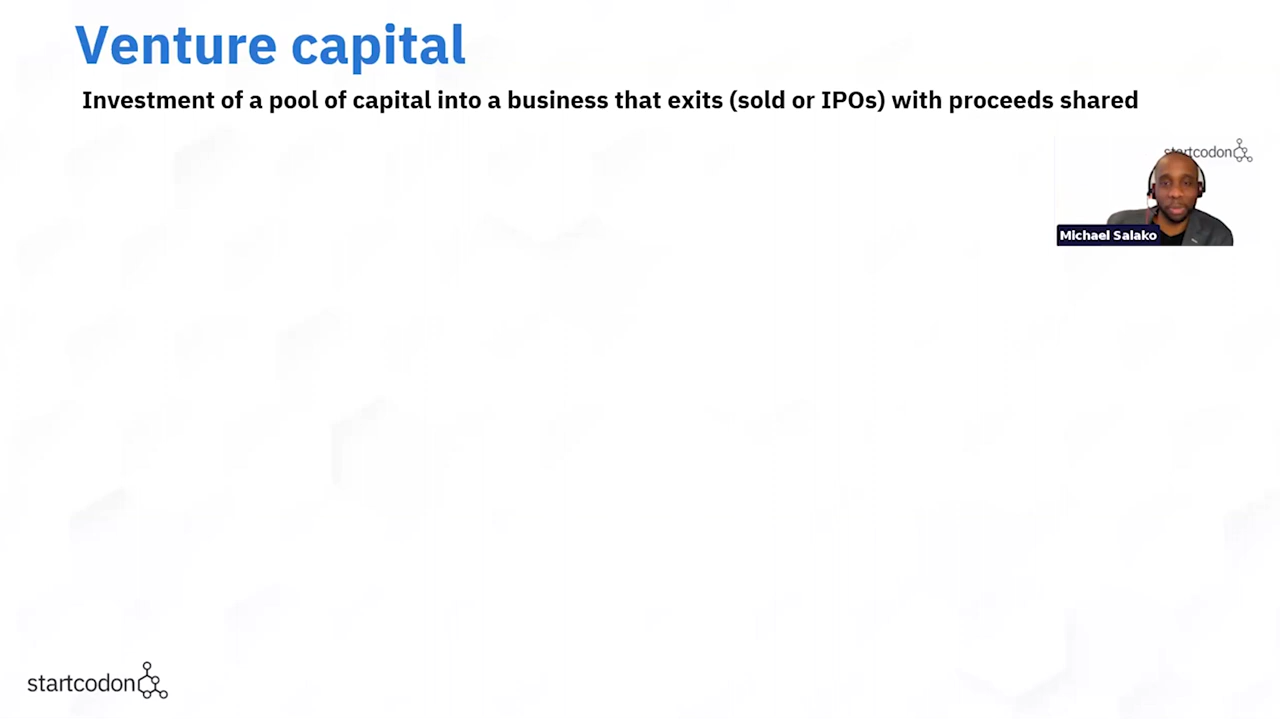 Venture capital
Investment of a pool of capital into a business that exits (sold or IPOs) with proceeds shared
startcodon
Michael Salako
startcodon